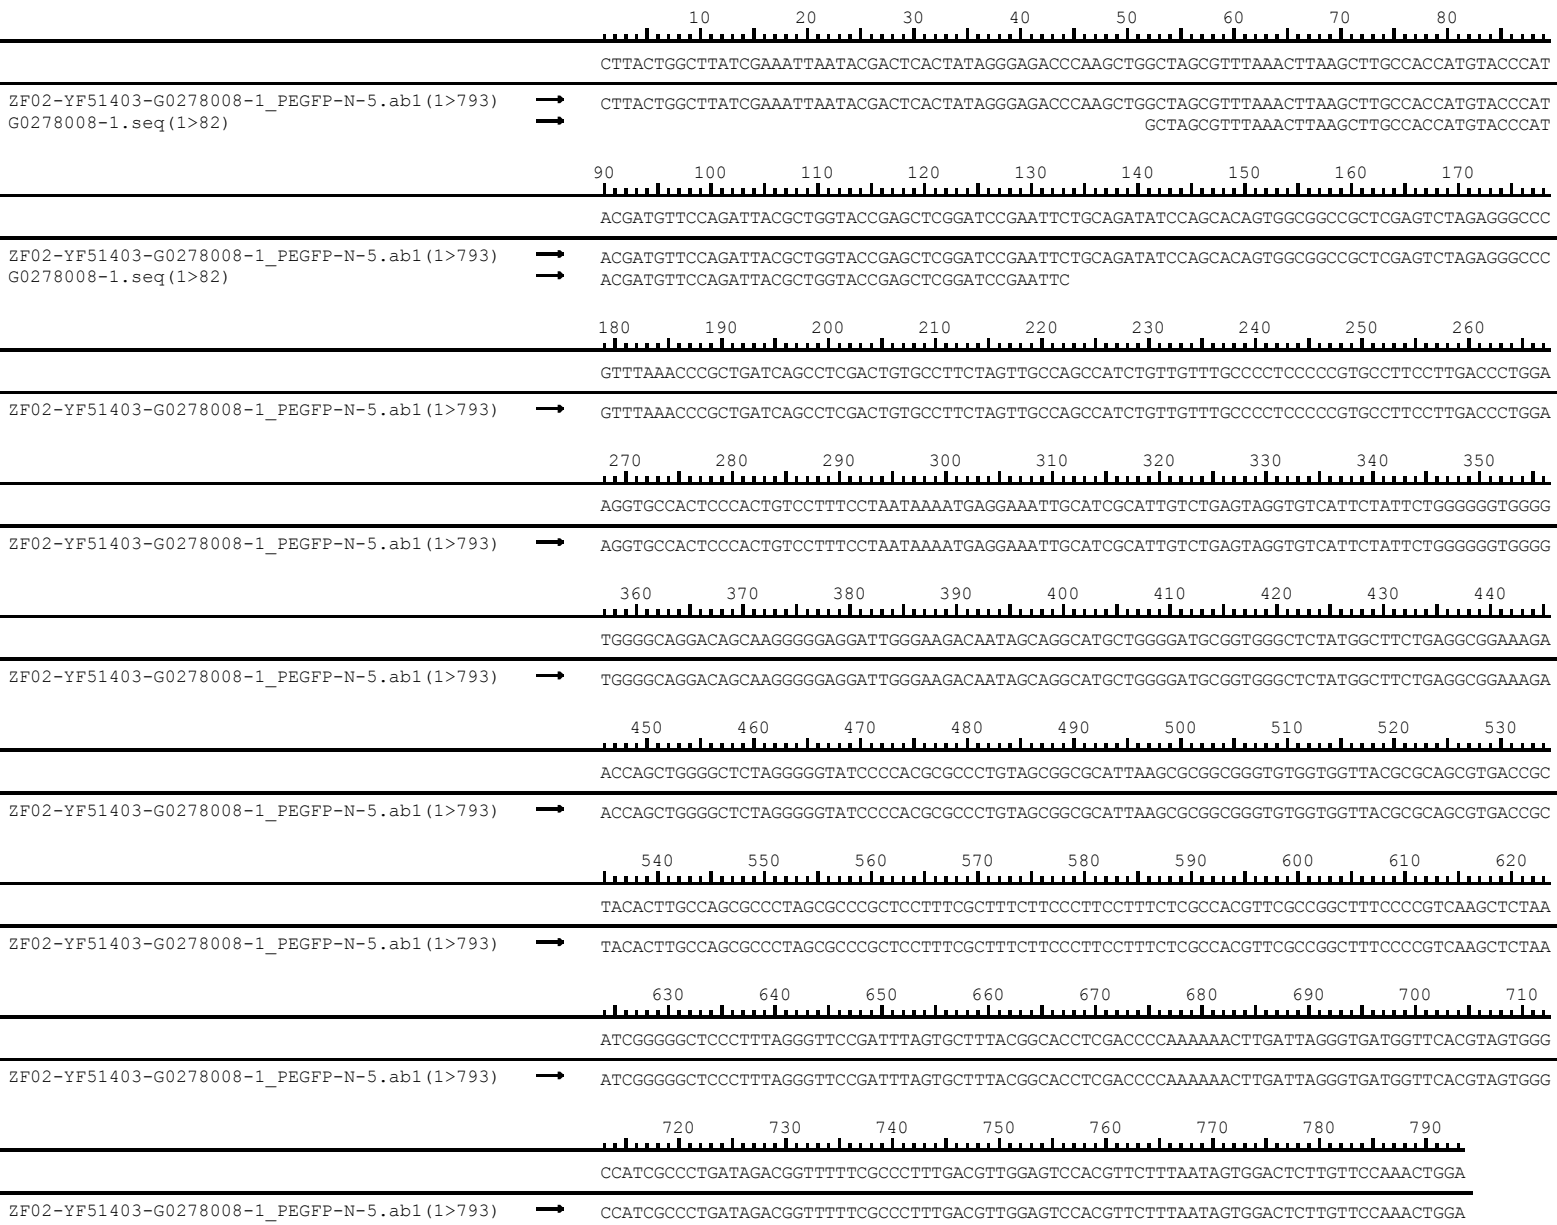 10 20 30 40 50 60 70 80
CTTACTGGCTTATCGAAATTAATACGACTCACTATAGGGAGACCCAAGCTGGCTAGCGTTTAAACTTAAGCTTGCCACCATGTACCCAT
ZF02-YF51403-G0278008-1_PEGFP-N-5.ab1(1>793) CTTACTGGCTTATCGAAATTAATACGACTCACTATAGGGAGACCCAAGCTGGCTAGCGTTTAAACTTAAGCTTGCCACCATGTACCCAT
G0278008-1.seq(1>82) GCTAGCGTTTAAACTTAAGCTTGCCACCATGTACCCAT
90 100 110 120 130 140 150 160 170
ACGATGTTCCAGATTACGCTGGTACCGAGCTCGGATCCGAATTCTGCAGATATCCAGCACAGTGGCGGCCGCTCGAGTCTAGAGGGCCC
ZF02-YF51403-G0278008-1_PEGFP-N-5.ab1(1>793) ACGATGTTCCAGATTACGCTGGTACCGAGCTCGGATCCGAATTCTGCAGATATCCAGCACAGTGGCGGCCGCTCGAGTCTAGAGGGCCC
G0278008-1.seq(1>82) ACGATGTTCCAGATTACGCTGGTACCGAGCTCGGATCCGAATTC
180 190 200 210 220 230 240 250 260
GTTTAAACCCGCTGATCAGCCTCGACTGTGCCTTCTAGTTGCCAGCCATCTGTTGTTTGCCCCTCCCCCGTGCCTTCCTTGACCCTGGA
ZF02-YF51403-G0278008-1_PEGFP-N-5.ab1(1>793) GTTTAAACCCGCTGATCAGCCTCGACTGTGCCTTCTAGTTGCCAGCCATCTGTTGTTTGCCCCTCCCCCGTGCCTTCCTTGACCCTGGA
270 280 290 300 310 320 330 340 350
AGGTGCCACTCCCACTGTCCTTTCCTAATAAAATGAGGAAATTGCATCGCATTGTCTGAGTAGGTGTCATTCTATTCTGGGGGGTGGGG
ZF02-YF51403-G0278008-1_PEGFP-N-5.ab1(1>793) AGGTGCCACTCCCACTGTCCTTTCCTAATAAAATGAGGAAATTGCATCGCATTGTCTGAGTAGGTGTCATTCTATTCTGGGGGGTGGGG
360 370 380 390 400 410 420 430 440
TGGGGCAGGACAGCAAGGGGGAGGATTGGGAAGACAATAGCAGGCATGCTGGGGATGCGGTGGGCTCTATGGCTTCTGAGGCGGAAAGA
ZF02-YF51403-G0278008-1_PEGFP-N-5.ab1(1>793) TGGGGCAGGACAGCAAGGGGGAGGATTGGGAAGACAATAGCAGGCATGCTGGGGATGCGGTGGGCTCTATGGCTTCTGAGGCGGAAAGA
450 460 470 480 490 500 510 520 530
ACCAGCTGGGGCTCTAGGGGGTATCCCCACGCGCCCTGTAGCGGCGCATTAAGCGCGGCGGGTGTGGTGGTTACGCGCAGCGTGACCGC
ZF02-YF51403-G0278008-1_PEGFP-N-5.ab1(1>793) ACCAGCTGGGGCTCTAGGGGGTATCCCCACGCGCCCTGTAGCGGCGCATTAAGCGCGGCGGGTGTGGTGGTTACGCGCAGCGTGACCGC
540 550 560 570 580 590 600 610 620
TACACTTGCCAGCGCCCTAGCGCCCGCTCCTTTCGCTTTCTTCCCTTCCTTTCTCGCCACGTTCGCCGGCTTTCCCCGTCAAGCTCTAA
ZF02-YF51403-G0278008-1_PEGFP-N-5.ab1(1>793) TACACTTGCCAGCGCCCTAGCGCCCGCTCCTTTCGCTTTCTTCCCTTCCTTTCTCGCCACGTTCGCCGGCTTTCCCCGTCAAGCTCTAA
630 640 650 660 670 680 690 700 710
ATCGGGGGCTCCCTTTAGGGTTCCGATTTAGTGCTTTACGGCACCTCGACCCCAAAAAACTTGATTAGGGTGATGGTTCACGTAGTGGG
ZF02-YF51403-G0278008-1_PEGFP-N-5.ab1(1>793) ATCGGGGGCTCCCTTTAGGGTTCCGATTTAGTGCTTTACGGCACCTCGACCCCAAAAAACTTGATTAGGGTGATGGTTCACGTAGTGGG
720 730 740 750 760 770 780 790
CCATCGCCCTGATAGACGGTTTTTCGCCCTTTGACGTTGGAGTCCACGTTCTTTAATAGTGGACTCTTGTTCCAAACTGGA
ZF02-YF51403-G0278008-1_PEGFP-N-5.ab1(1>793) CCATCGCCCTGATAGACGGTTTTTCGCCCTTTGACGTTGGAGTCCACGTTCTTTAATAGTGGACTCTTGTTCCAAACTGGA